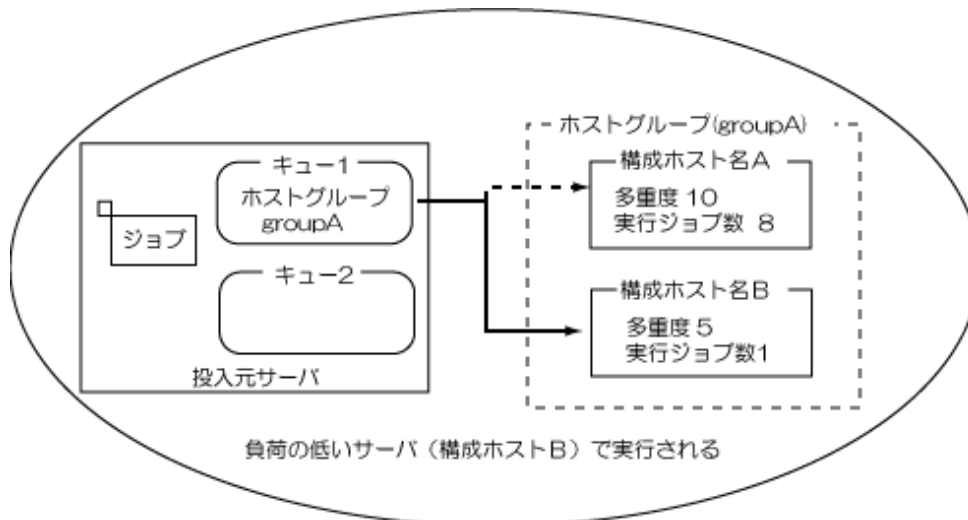 ホストグループ(groupA)
キュー1
ホストグループ
groupA
構成ホスト名A
多重度 10
実行ジョブ数 8
ジョブ
キュー2
構成ホスト名B
多重度 5
実行ジョブ数1
投入元サーバ
負荷の低いサーバ（構成ホストB）で実行される